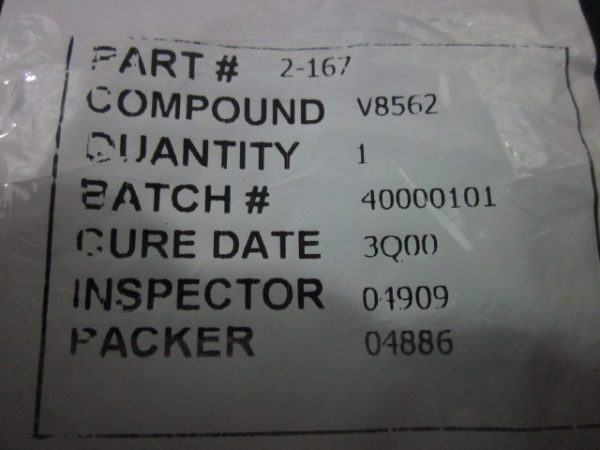 PART # 2-167
COMPOUND V8562
QUANTITY 1
BATCH # 40000101
CURE DATE 3Q00
INSPECTOR 04909
PACKER 04886